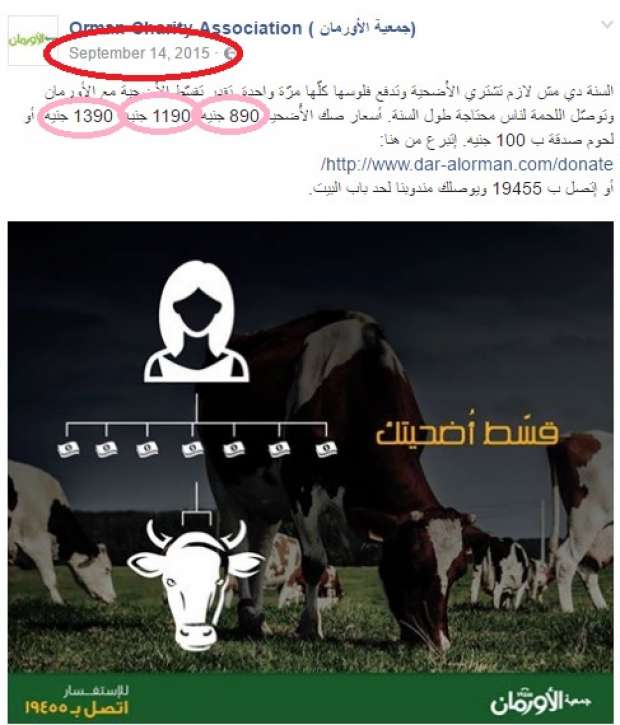 الأورمان
Orman Charity Association ( جمعية الأورمان)
September 14, 2015
السنة دي مش لازم تشتري الأضحية وتدفع فلوسها كلّها مرّة واحدة. تقدر تقسّط الأضحية مع الأورمان
وتوصّل اللحمة لناس محتاجة طول السنة. أسعار صك الأضحية 890 جنيه 1190 جنيه 1390 جنيه أو
لحوم صدقة ب 100 جنيه. إتبرع من هنا:
http://www.dar-alorman.com/donate/
أو إتصل ب 19455 ويوصلك مندوبنا لحد باب البيت.
قسّط أضحيتك
للإستفسار
اتصل بـ ١٩٤٥٥
جمعية الأورمان